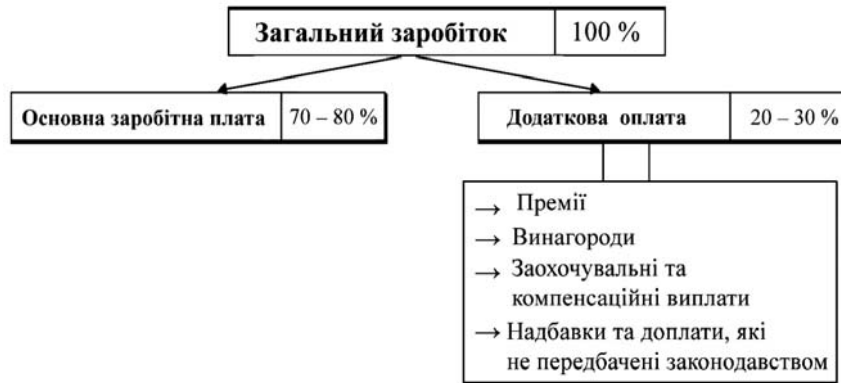 Загальний заробіток 100 %
Основна заробітна плата 70 – 80 %
Додаткова оплата 20 – 30 %
→ Премії
→ Винагороди
→ Заохочувальні та
компенсаційні виплати
→ Надбавки та доплати, які
не передбачені законодавством